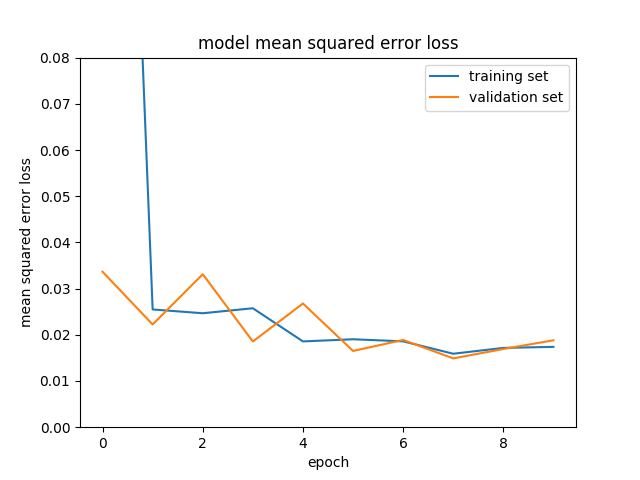 model mean squared error loss
training set
validation set
0.08
0.07
0.06
0.05
0.04
0.03
0.02
0.01
0.00
mean squared error loss
0 2 4 6 8
epoch